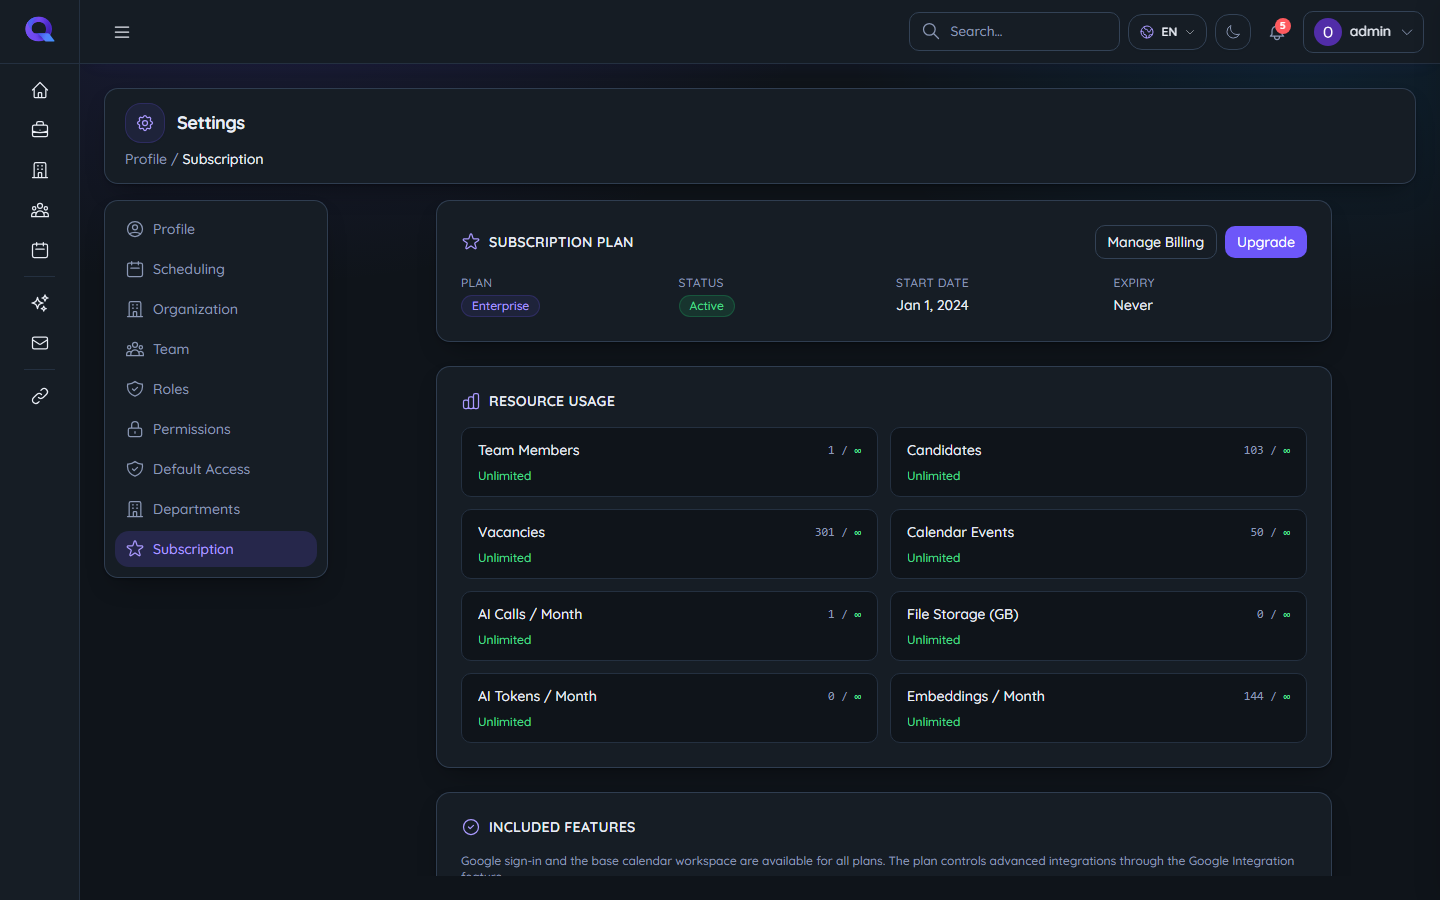 Search...
EN
5
O
admin
Settings
Profile / Subscription
Profile
Scheduling
Organization
Team
Roles
Permissions
Default Access
Departments
Subscription
SUBSCRIPTION PLAN
Manage Billing
Upgrade
PLAN
STATUS
START DATE
EXPIRY
Enterprise
Active
Jan 1, 2024
Never
RESOURCE USAGE
Team Members
1 / ∞
Unlimited
Candidates
103 / ∞
Unlimited
Vacancies
301 / ∞
Unlimited
Calendar Events
50 / ∞
Unlimited
AI Calls / Month
1 / ∞
Unlimited
File Storage (GB)
0 / ∞
Unlimited
AI Tokens / Month
0 / ∞
Unlimited
Embeddings / Month
144 / ∞
Unlimited
INCLUDED FEATURES
Google sign-in and the base calendar workspace are available for all plans. The plan controls advanced integrations through the Google Integration
feature.